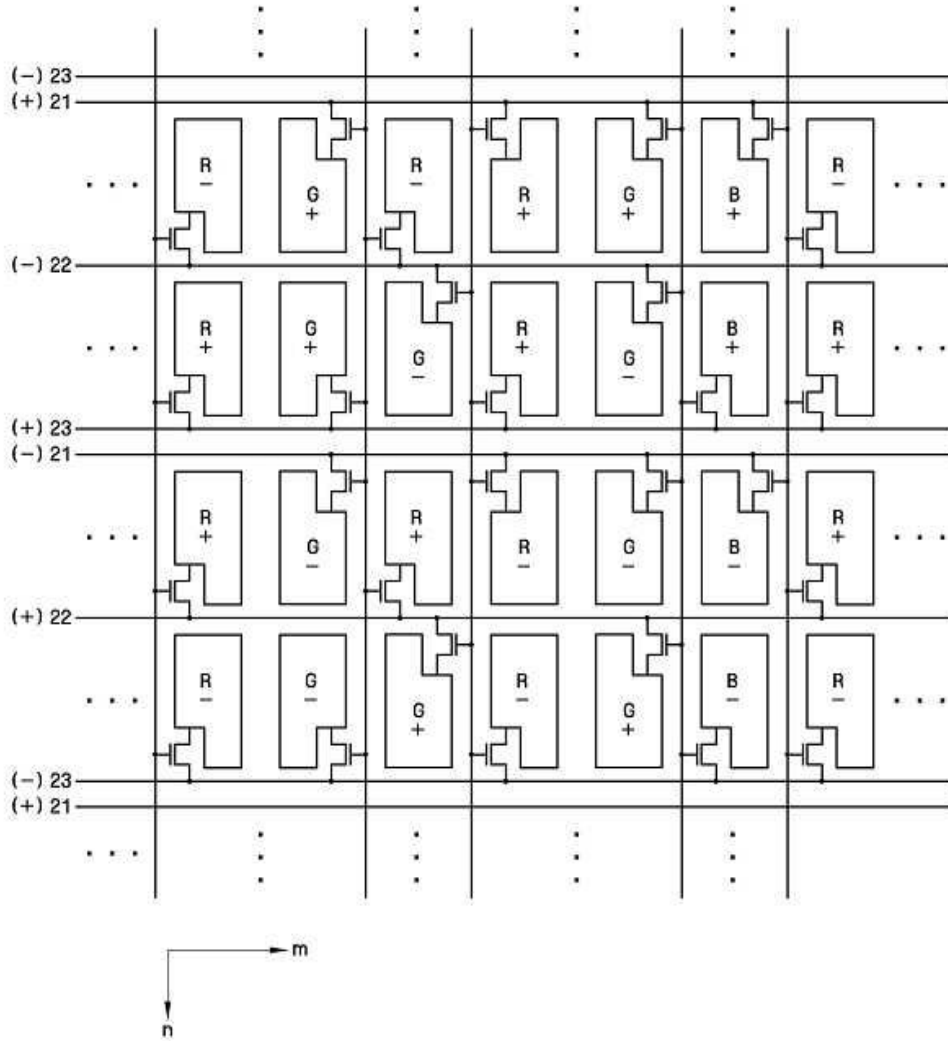 (−) 23
(+) 21
R G R R G B R
− + − + + + −
(−) 22
R G G R G B R
+ + − + − + +
(+) 23
(−) 21
R G R R G B R
+ − + − − − +
(+) 22
R G G R G B R
− − + − + − −
(−) 23
(+) 21
m
n